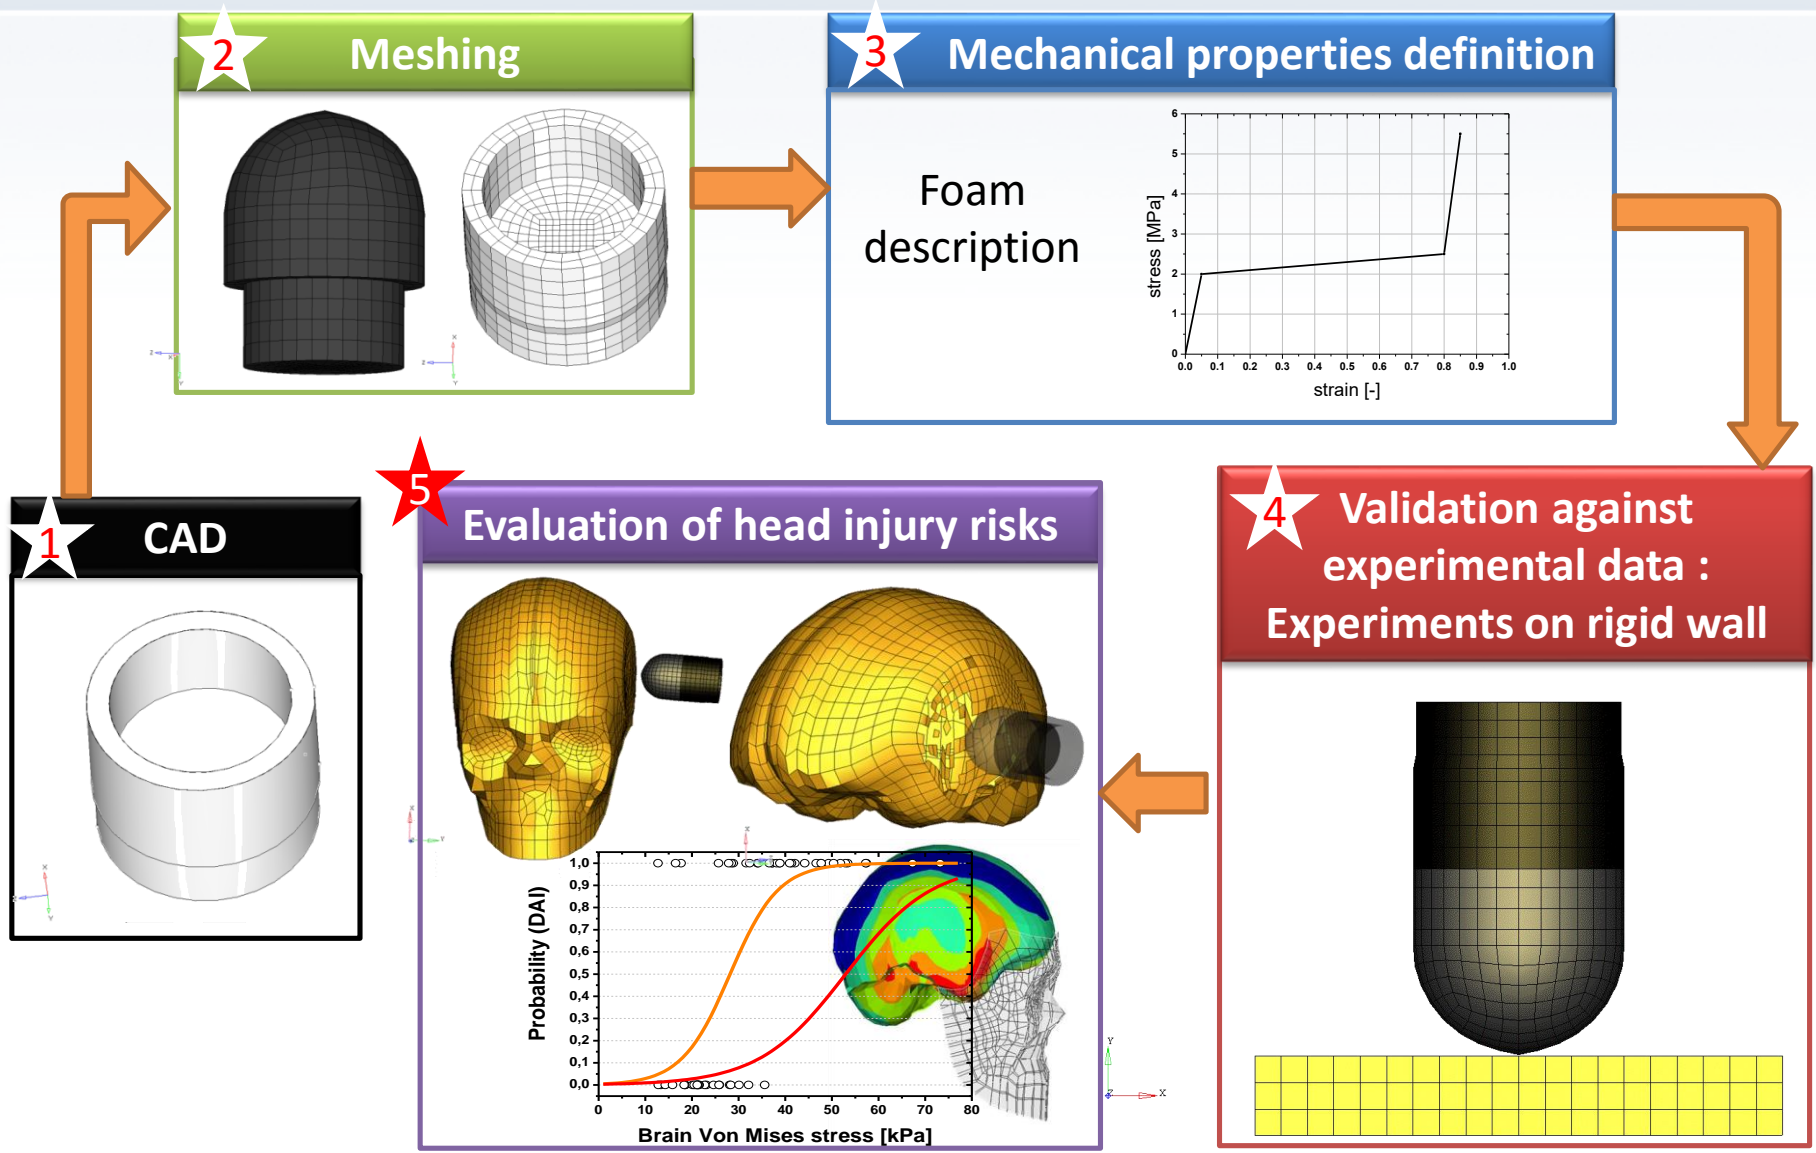 2
Meshing
3
Mechanical properties definition
Foam
description
stress [MPa]
6
5
4
3
2
1
0
0.0 0.1 0.2 0.3 0.4 0.5 0.6 0.7 0.8 0.9 1.0
strain [-]
1
CAD
5
Evaluation of head injury risks
4
Validation against
experimental data :
Experiments on rigid wall
Probability (DAI)
1,0
0,9
0,8
0,7
0,6
0,5
0,4
0,3
0,2
0,1
0,0
0 10 20 30 40 50 60 70 80
Brain Von Mises stress [kPa]
Y
Z
X